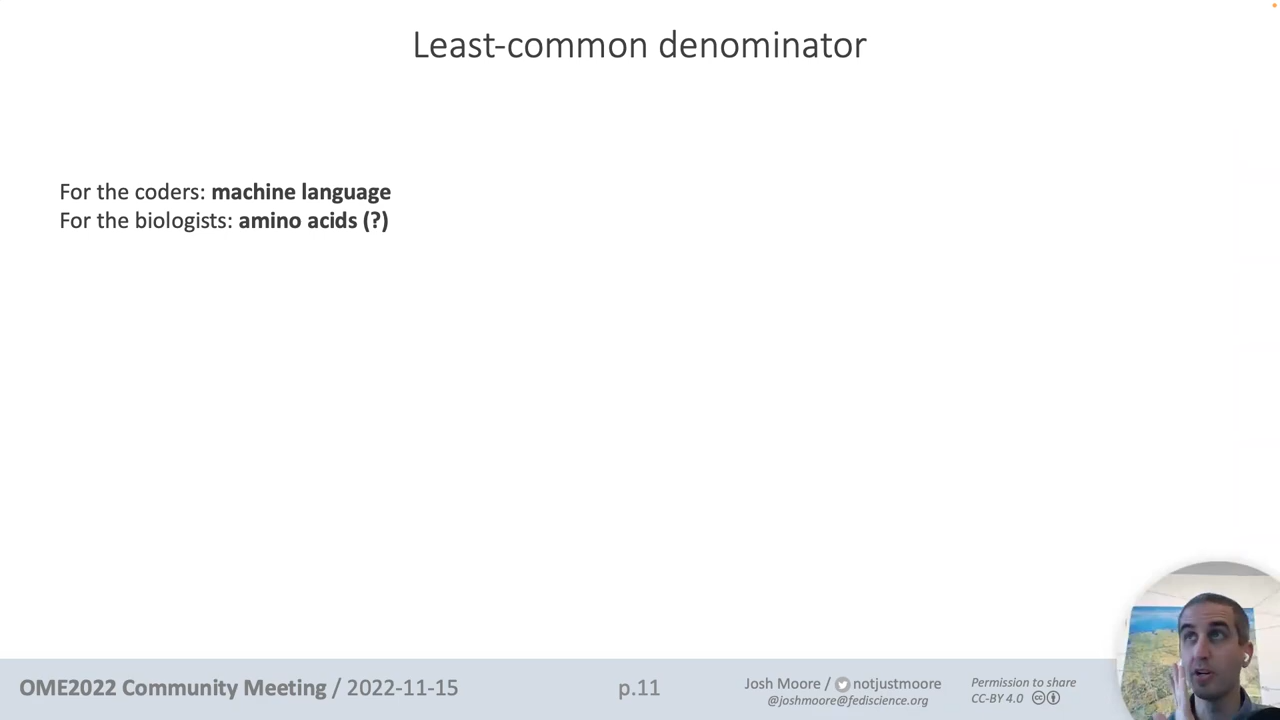 Least-common denominator
For the coders: machine language
For the biologists: amino acids (?)
OME2022 Community Meeting / 2022-11-15
p.11
Josh Moore / notjustmoore
@joshmoore@fediscience.org
Permission to share
CC-BY 4.0